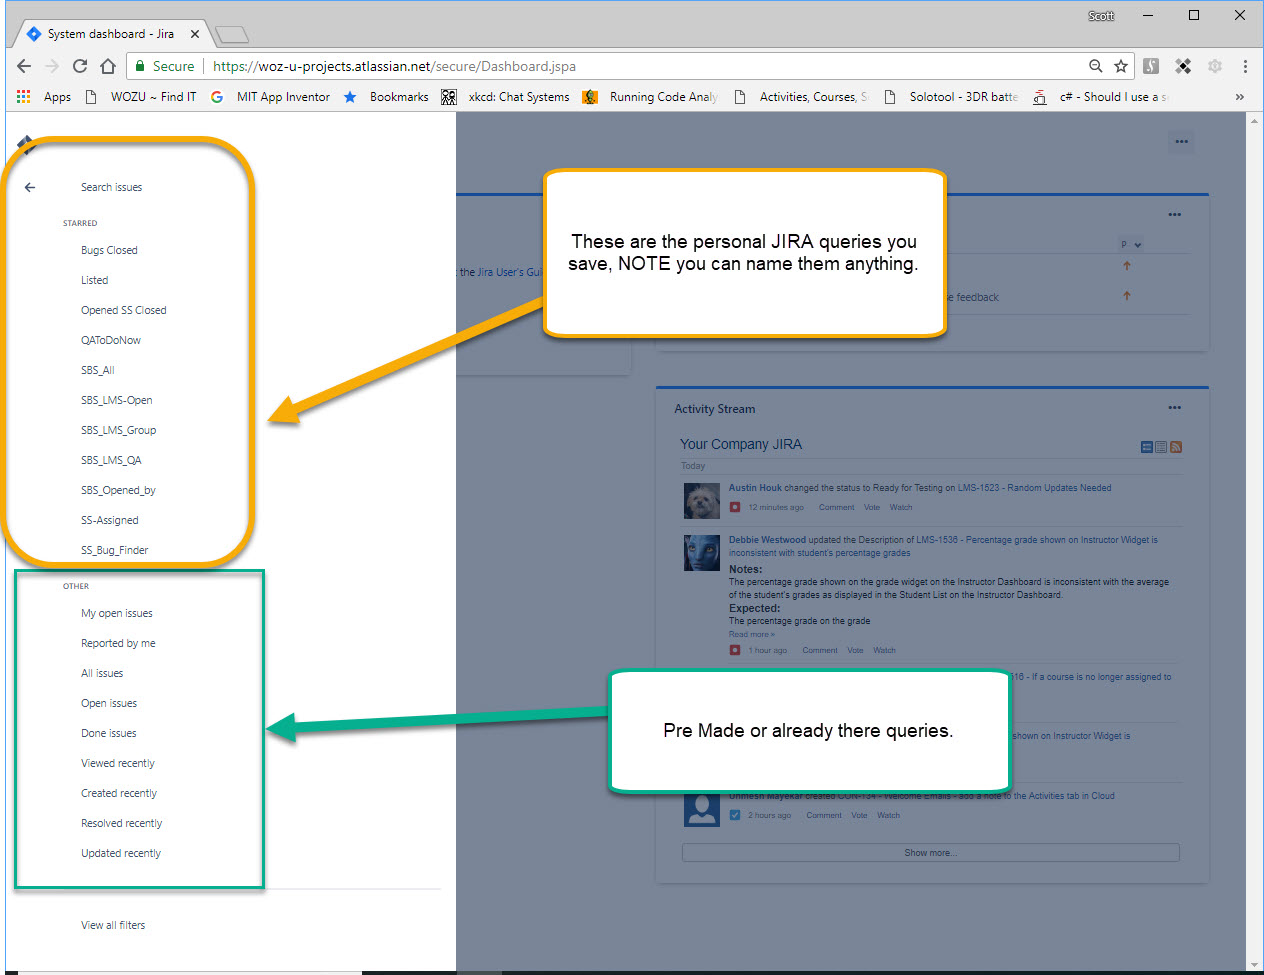 Scott
System dashboard - Jira
Secure
https://woz-u-projects.atlassian.net/secure/Dashboard.jspa
Apps
WOZU ~ Find IT
MIT App Inventor
Bookmarks
xkcd: Chat Systems
Running Code Analy
Activities, Courses, S
Solotool - 3DR batte
c# - Should I use a s
»
Search issues
STARRED
Bugs Closed
Listed
Opened SS Closed
QAToDoNow
SBS_All
SBS_LMS-Open
SBS_LMS_Group
SBS_LMS_QA
SBS_Opened_by
SS-Assigned
SS_Bug_Finder
OTHER
My open issues
Reported by me
All issues
Open issues
Done issues
Viewed recently
Created recently
Resolved recently
Updated recently
View all filters
These are the personal JIRA queries you
save, NOTE you can name them anything.
the Jira User's Gui
P
feedback
Activity Stream
Your Company JIRA
Today
Austin Houk changed the status to Ready for Testing on LMS-1523 - Random Updates Needed
12 minutes ago Comment Vote Watch
Debbie Westwood updated the Description of LMS-1536 - Percentage grade shown on Instructor Widget is
inconsistent with student's percentage grades
Notes:
The percentage grade shown on the grade widget on the Instructor Dashboard is inconsistent with the average
of the student's grades as displayed in the Student List on the Instructor Dashboard.
Expected:
The percentage grade on the grade
Read more »
1 hour ago Comment Vote Watch
516 - If a course is no longer assigned to
shown on Instructor Widget is
Pre Made or already there queries.
Unmesh Mayekar created CON-134 - Welcome Emails - add a note to the Activities tab in Cloud
2 hours ago Comment Vote Watch
Show more...